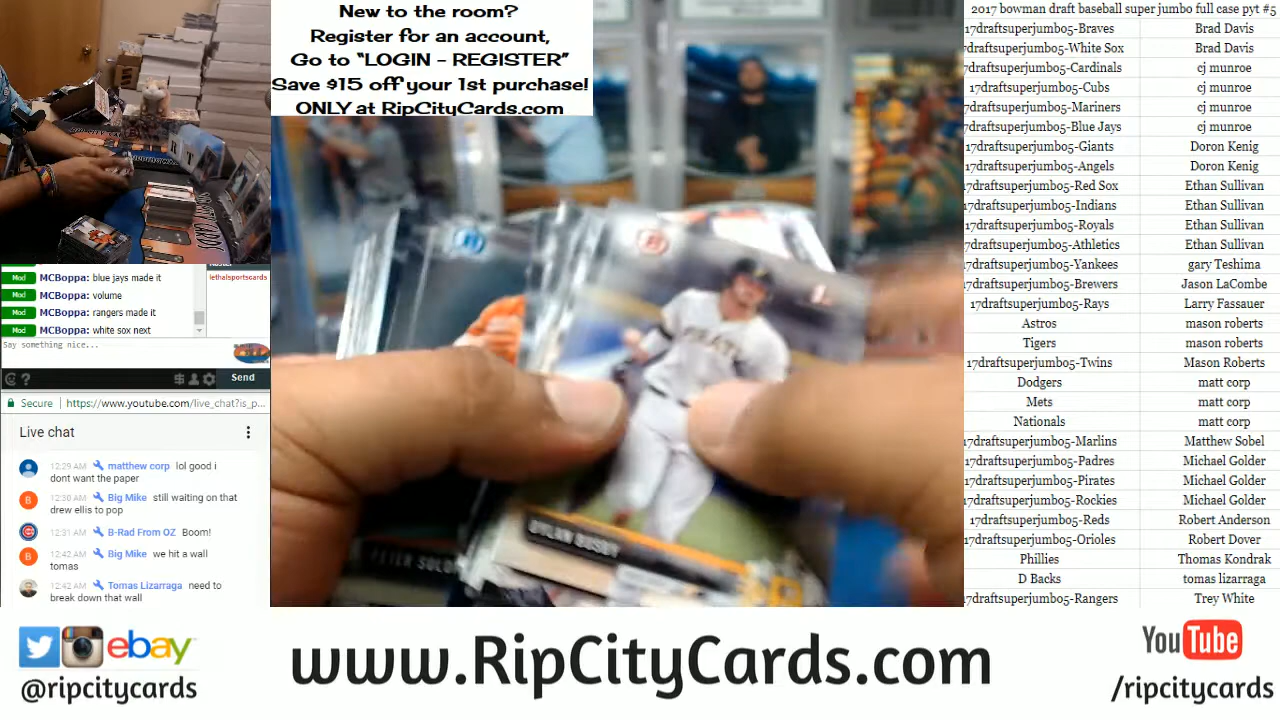 New to the room?
Register for an account,
Go to “LOGIN – REGISTER”
Save $15 off your 1st purchase!
ONLY at RipCityCards.com
Mod MCBoppa: blue jays made it
Mod MCBoppa: volume
Mod MCBoppa: rangers made it
Mod MCBoppa: white sox next
lethalsportscards
Say something nice...
Send
Secure https://www.youtube.com/live_chat?is_p...
Live chat
12:29 AM matthew corp lol good i
dont want the paper
12:30 AM Big Mike still waiting on that
drew ellis to pop
12:31 AM B-Rad From OZ Boom!
12:42 AM Big Mike we hit a wall
tomas
12:42 AM Tomas Lizarraga need to
break down that wall
DYLAN BUSBY
2017 bowman draft baseball super jumbo full case pyt #5
17draftsuperjumbo5-Braves Brad Davis
17draftsuperjumbo5-White Sox Brad Davis
17draftsuperjumbo5-Cardinals cj munroe
17draftsuperjumbo5-Cubs cj munroe
17draftsuperjumbo5-Mariners cj munroe
17draftsuperjumbo5-Blue Jays cj munroe
17draftsuperjumbo5-Giants Doron Kenig
17draftsuperjumbo5-Angels Doron Kenig
17draftsuperjumbo5-Red Sox Ethan Sullivan
17draftsuperjumbo5-Indians Ethan Sullivan
17draftsuperjumbo5-Royals Ethan Sullivan
17draftsuperjumbo5-Athletics Ethan Sullivan
17draftsuperjumbo5-Yankees gary Teshima
17draftsuperjumbo5-Brewers Jason LaCombe
17draftsuperjumbo5-Rays Larry Fassauer
Astros mason roberts
Tigers mason roberts
17draftsuperjumbo5-Twins Mason Roberts
Dodgers matt corp
Mets matt corp
Nationals matt corp
17draftsuperjumbo5-Marlins Matthew Sobel
17draftsuperjumbo5-Padres Michael Golder
17draftsuperjumbo5-Pirates Michael Golder
17draftsuperjumbo5-Rockies Michael Golder
17draftsuperjumbo5-Reds Robert Anderson
17draftsuperjumbo5-Orioles Robert Dover
Phillies Thomas Kondrak
D Backs tomas lizarraga
17draftsuperjumbo5-Rangers Trey White
ebay
@ripcitycards
www.RipCityCards.com
YouTube
/ripcitycards